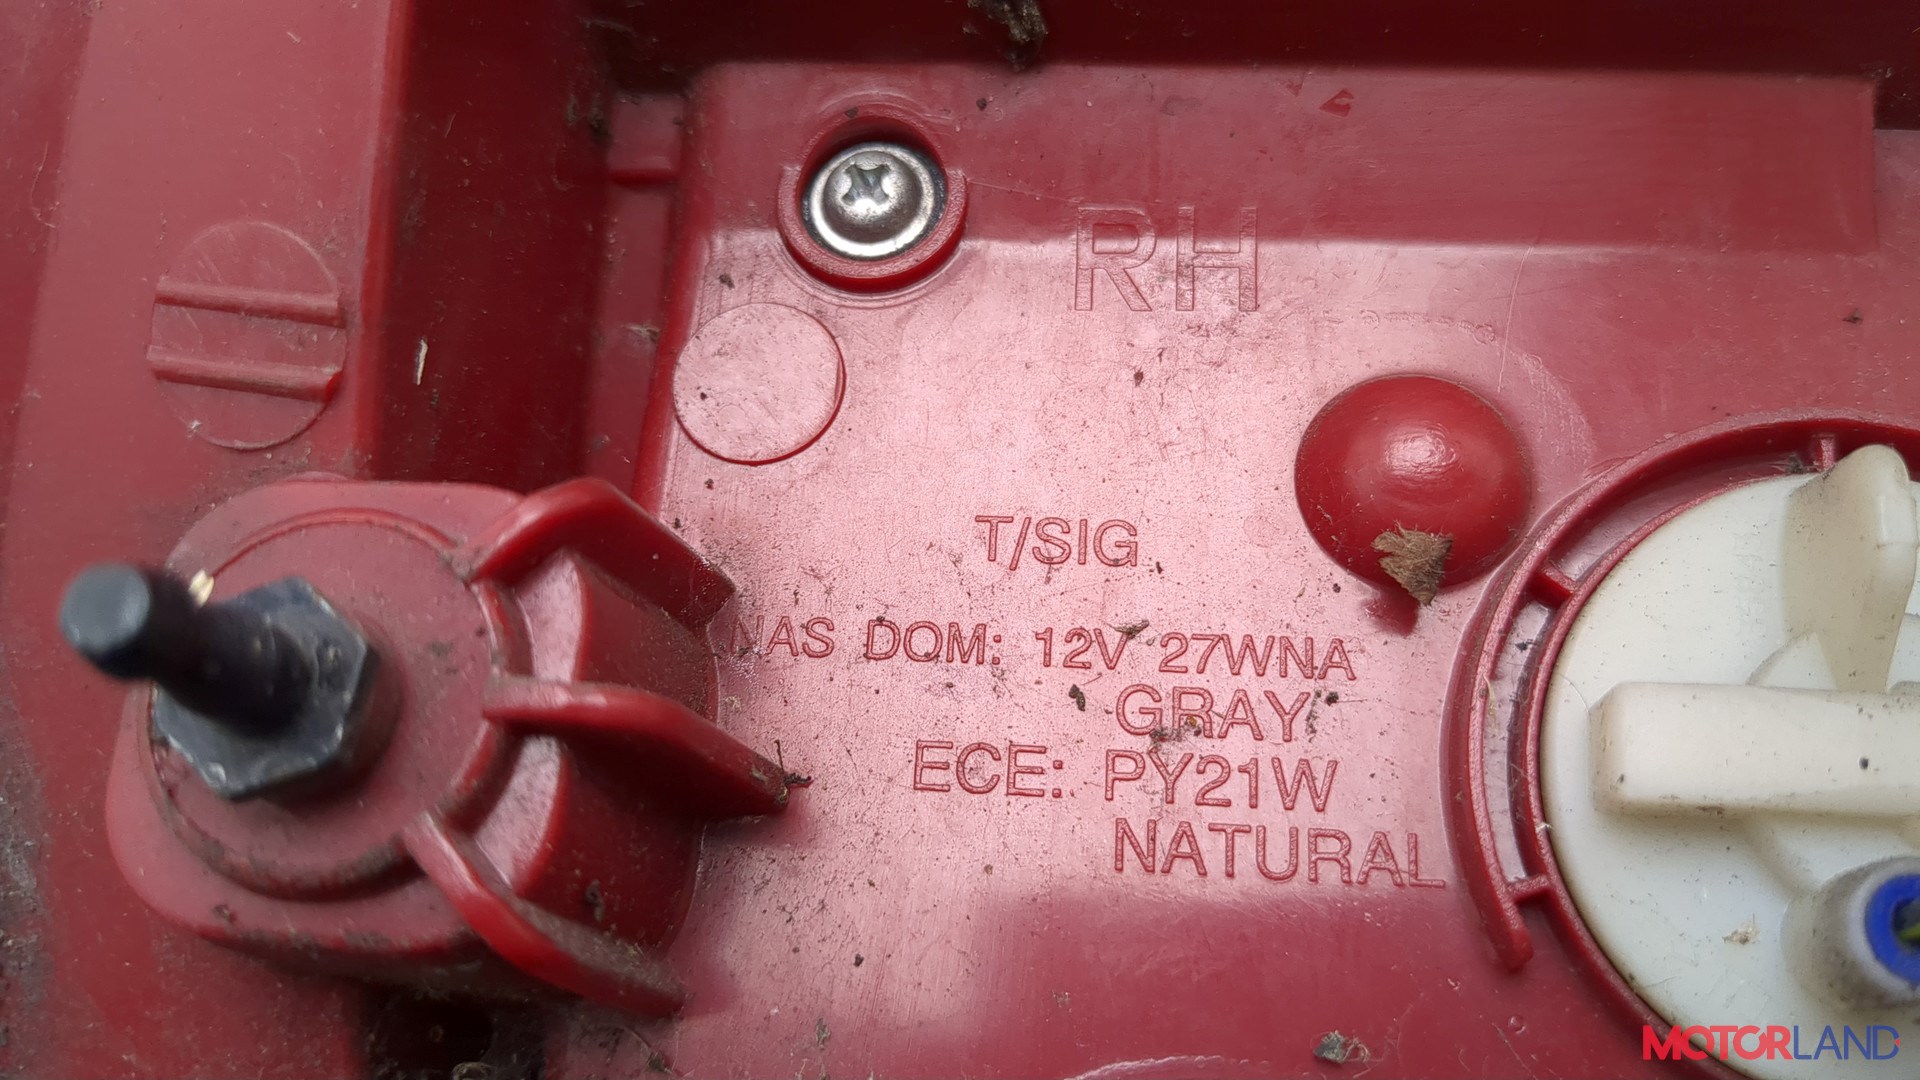 RH
T/SIG
NAS DOM: 12V 27WNA
GRAY
ECE: PY21W
NATURAL
MOTORLAND